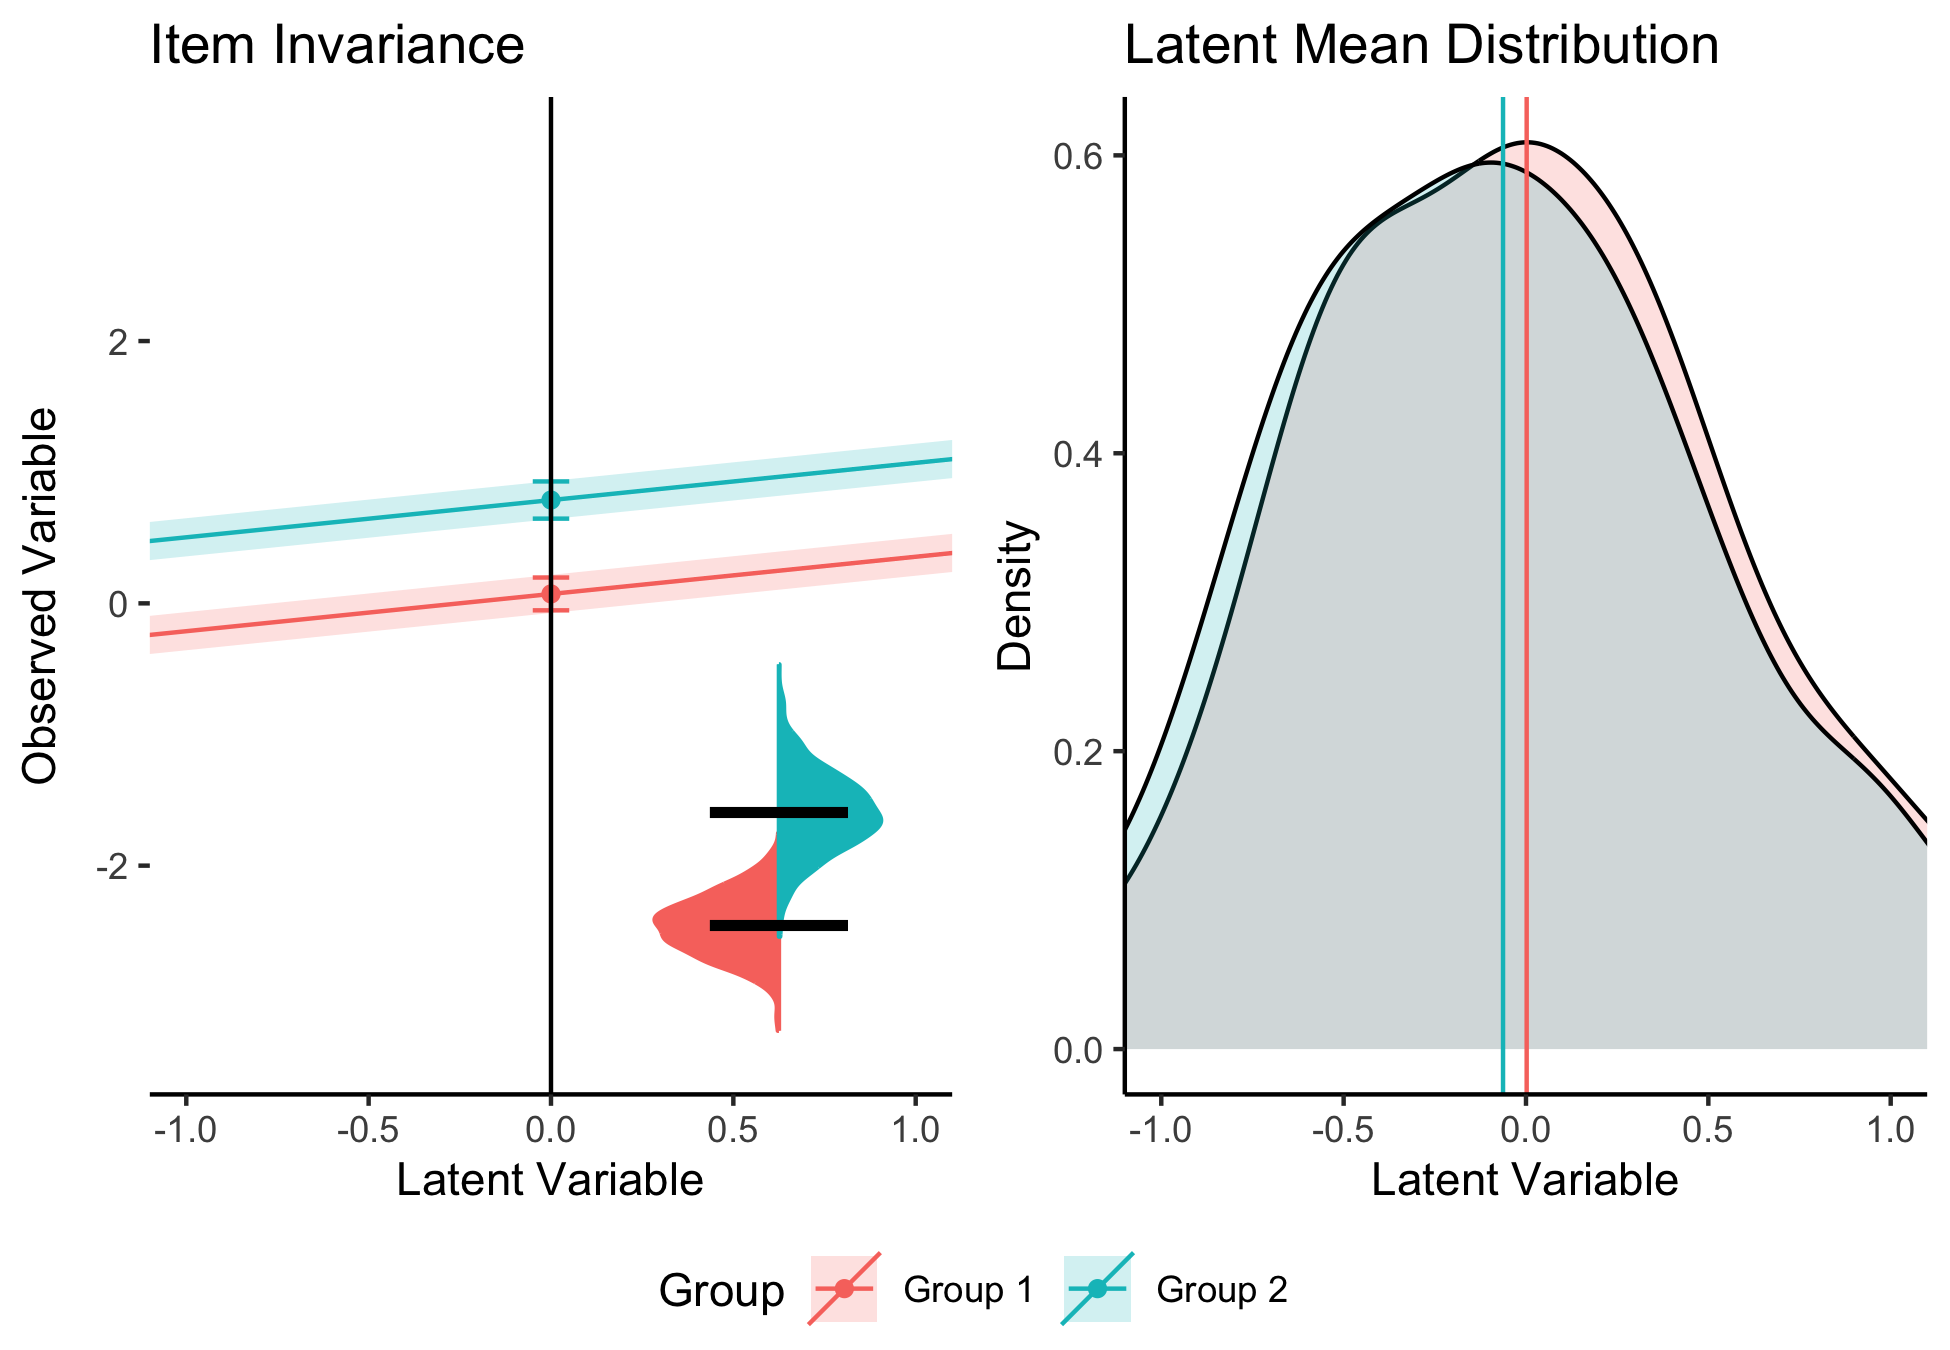 Item Invariance
Observed Variable
2
0
-2
-1.0 -0.5 0.0 0.5 1.0
Latent Variable
Latent Mean Distribution
Density
0.6
0.4
0.2
0.0
-1.0 -0.5 0.0 0.5 1.0
Latent Variable
Group Group 1 Group 2